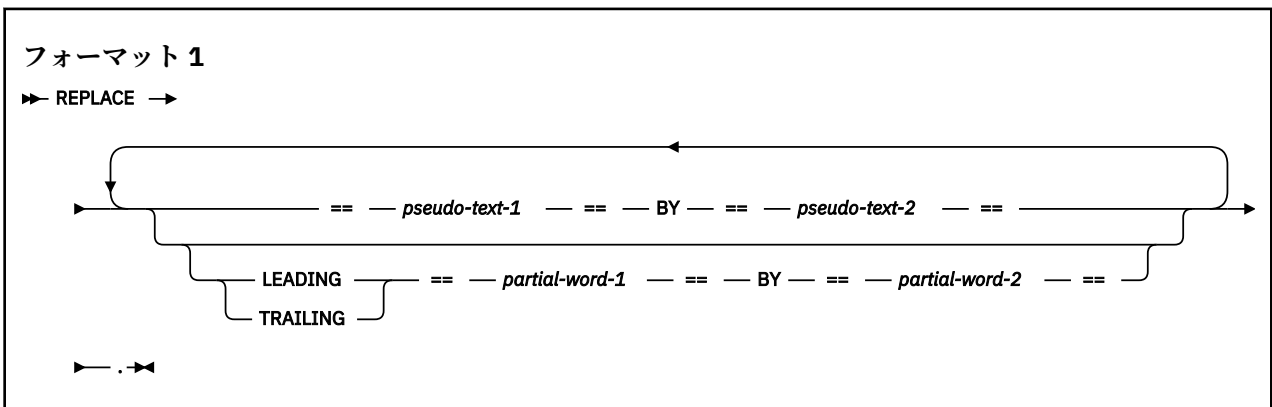 フォーマット 1
REPLACE
== pseudo-text-1 == BY == pseudo-text-2 ==
LEADING == partial-word-1 == BY == partial-word-2 ==
TRAILING
.